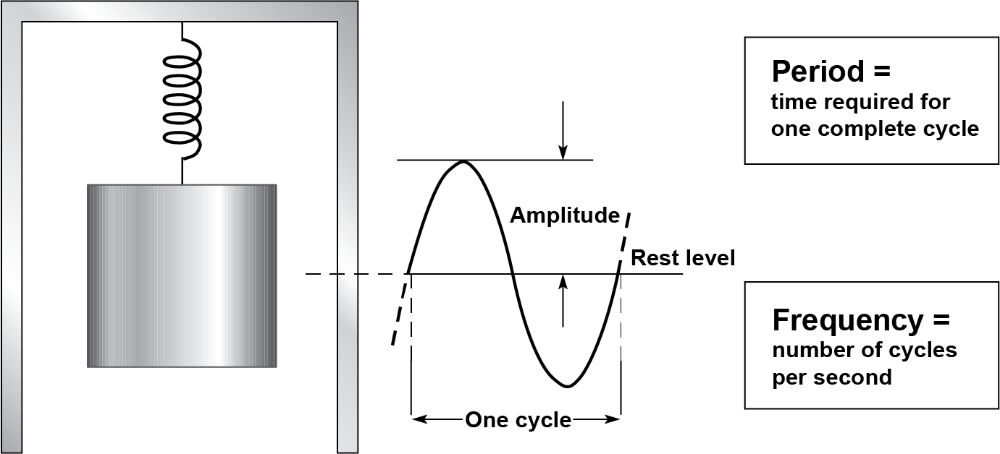 Period =
time required for
one complete cycle
Amplitude
Rest level
Frequency =
number of cycles
per second
One cycle